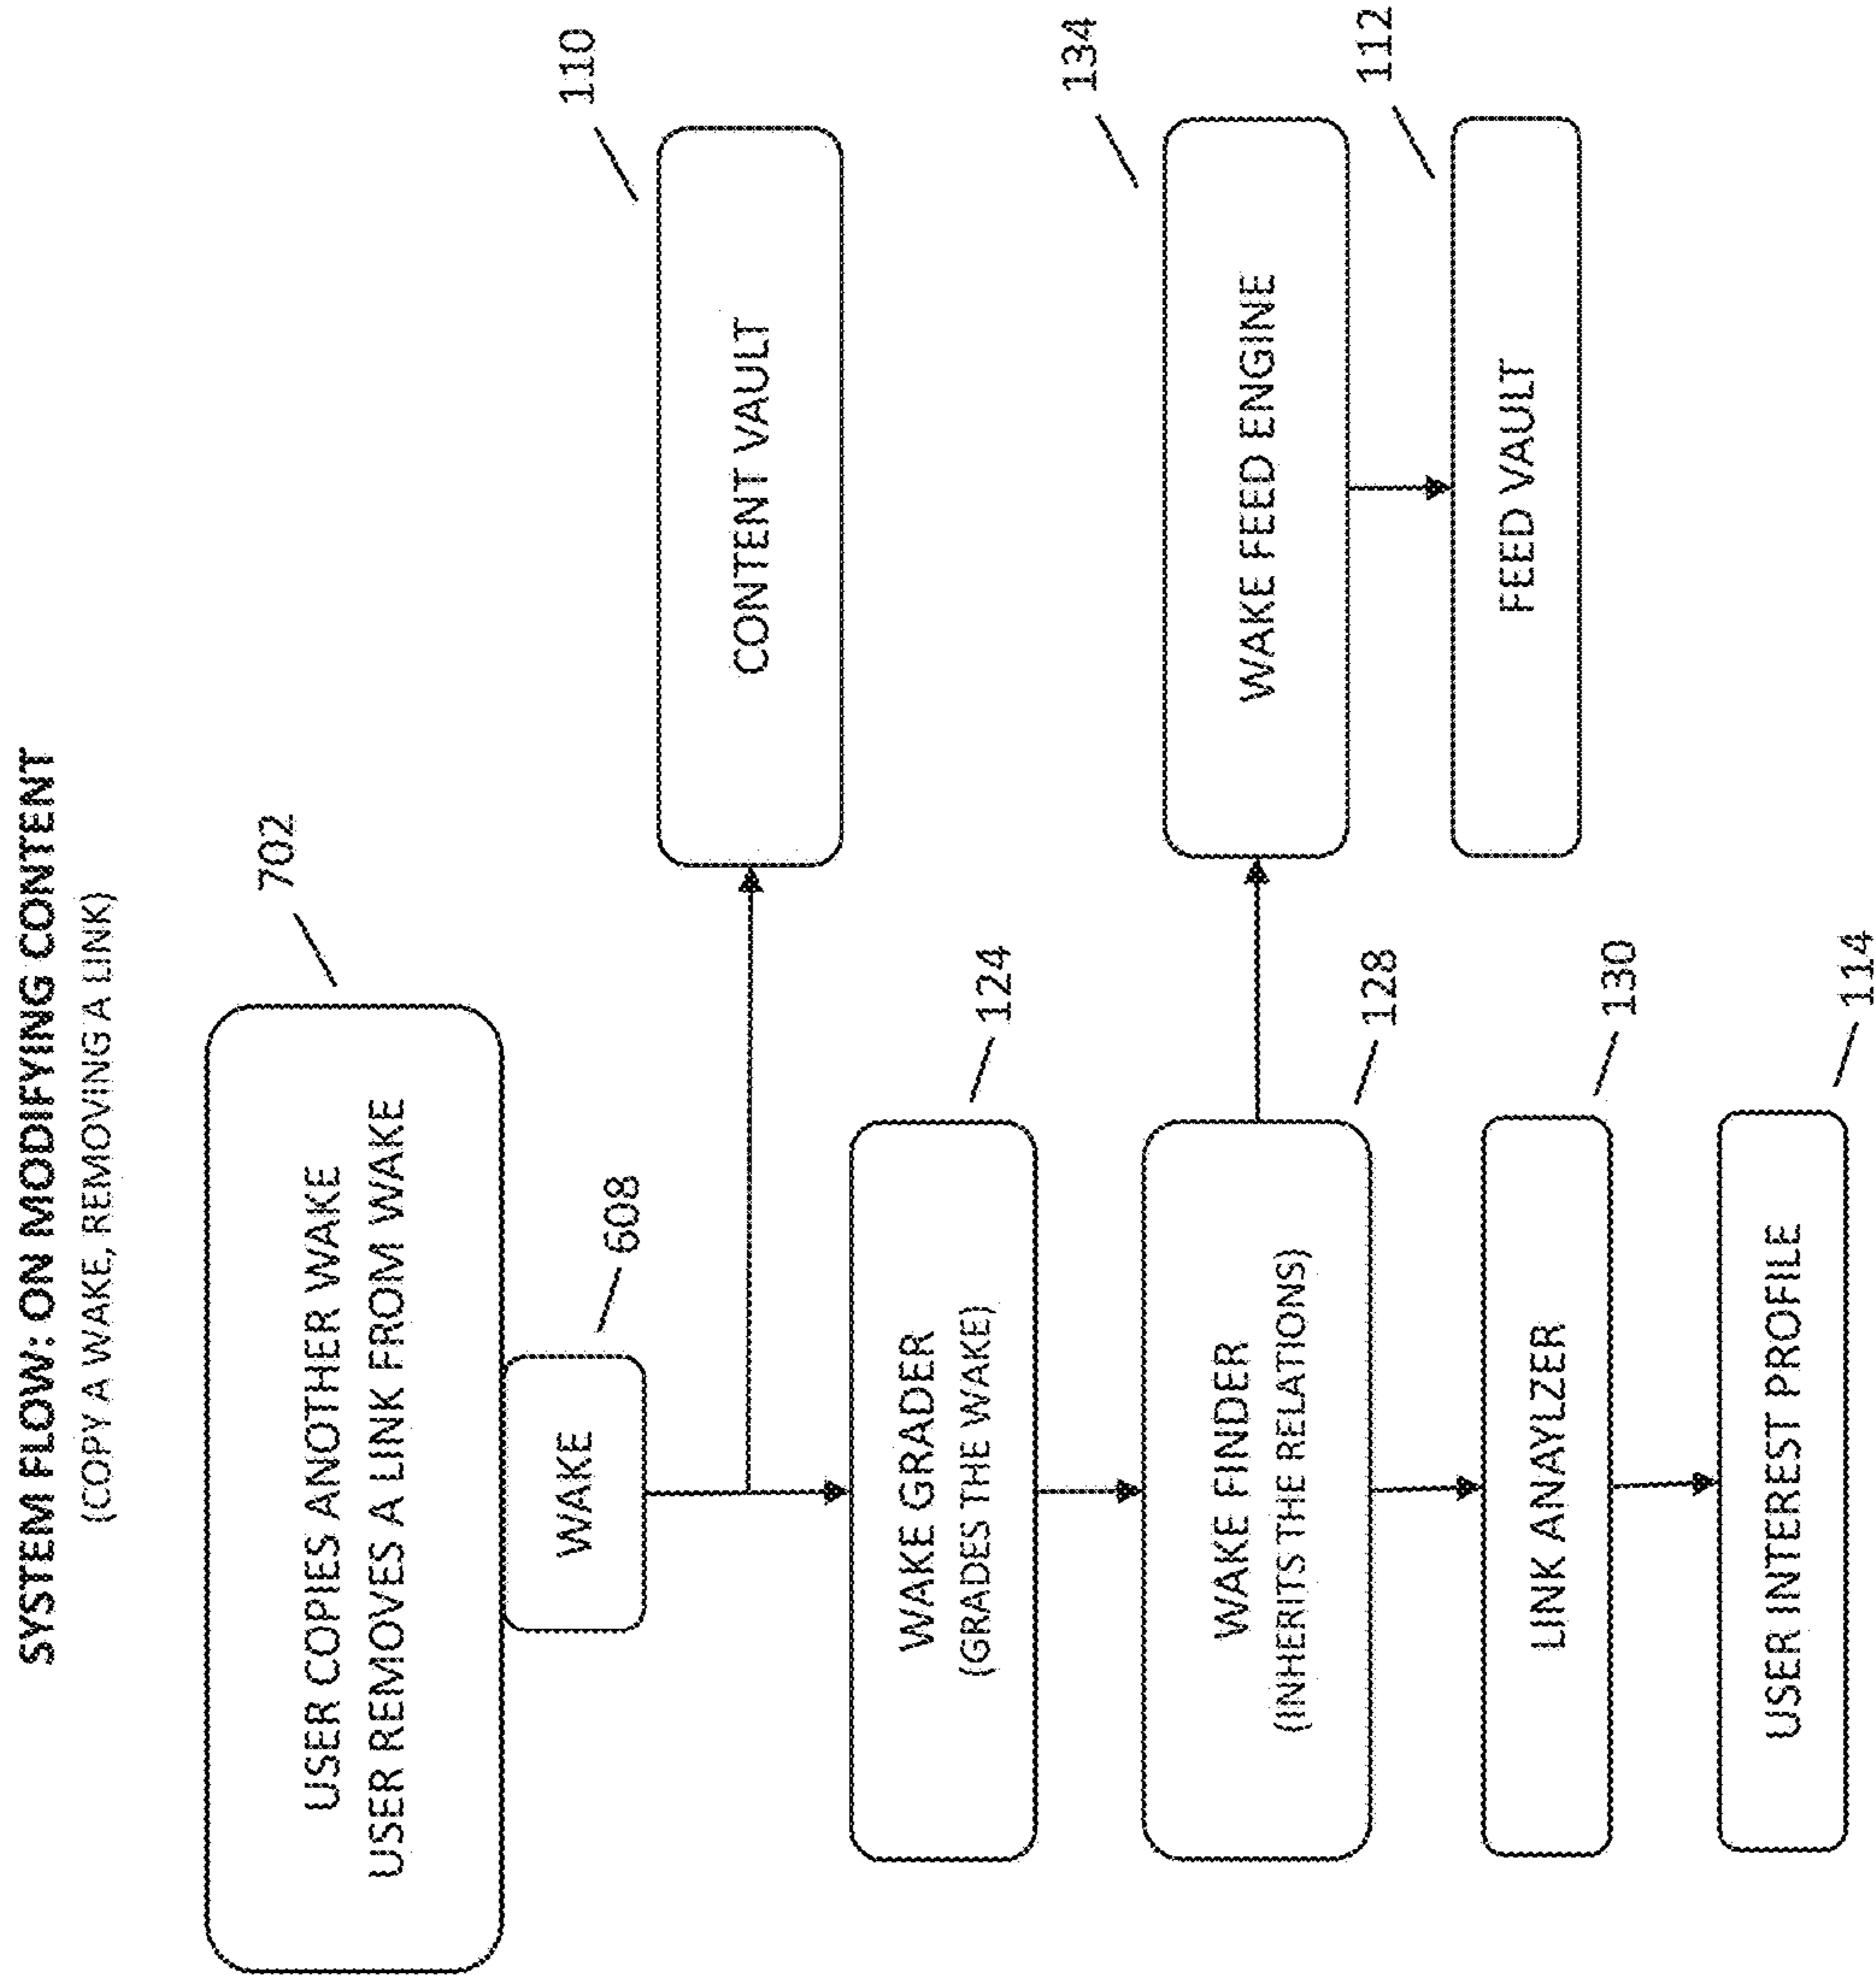 SYSTEM FLOW: ON MODIFYING CONTENT
(COPY A WAKE, REMOVING A LINK)
702
USER COPIES ANOTHER WAKE
USER REMOVES A LINK FROM WAKE
WAKE
608
110
CONTENT VAULT
124
WAKE GRADER
(GRADES THE WAKE)
134
WAKE FEED ENGINE
128
WAKE FINDER
(INHERITS THE RELATIONS)
112
FEED VAULT
130
LINK ANAYLZER
114
USER INTEREST PROFILE